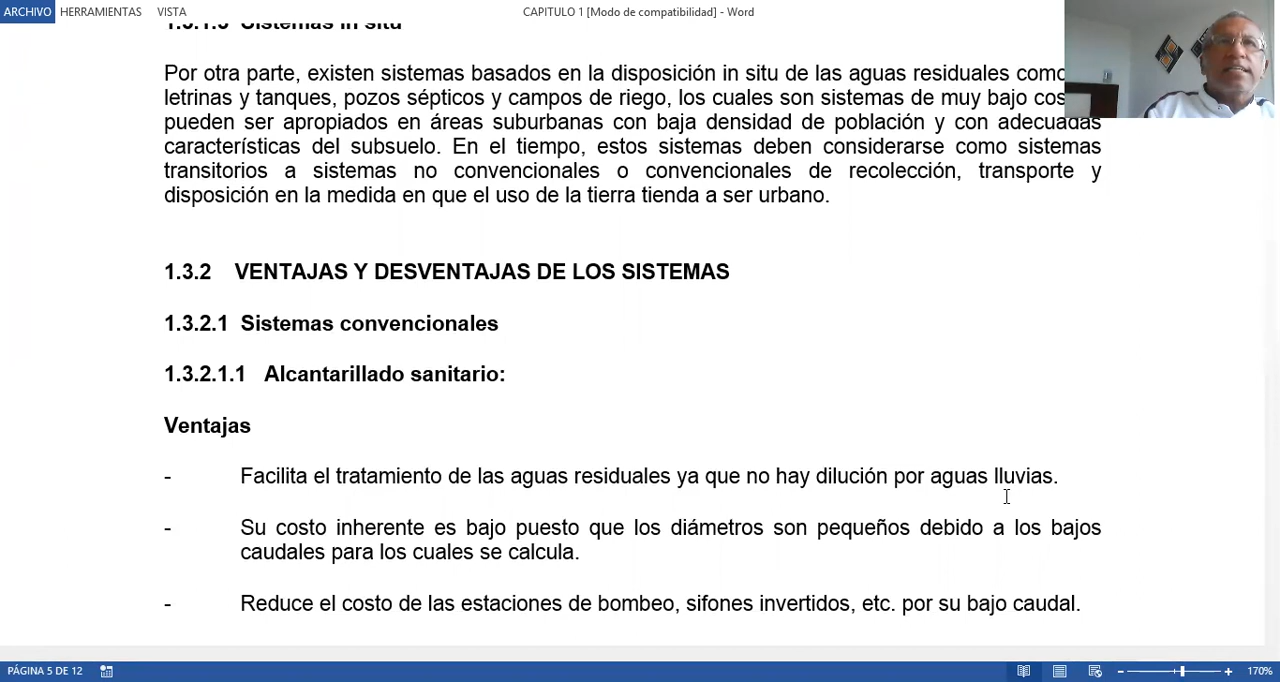 ARCHIVO HERRAMIENTAS VISTA CAPITULO 1 [Modo de compatibilidad] - Word
1.3.1.3 Sistemas in situ
Por otra parte, existen sistemas basados en la disposición in situ de las aguas residuales como
letrinas y tanques, pozos sépticos y campos de riego, los cuales son sistemas de muy bajo
pueden ser apropiados en áreas suburbanas con baja densidad de población y con adecuadas
características del subsuelo. En el tiempo, estos sistemas deben considerarse como sistemas
transitorios a sistemas no convencionales o convencionales de recolección, transporte y
disposición en la medida en que el uso de la tierra tienda a ser urbano.
1.3.2 VENTAJAS Y DESVENTAJAS DE LOS SISTEMAS
1.3.2.1 Sistemas convencionales
1.3.2.1.1 Alcantarillado sanitario:
Ventajas
- Facilita el tratamiento de las aguas residuales ya que no hay dilución por aguas lluvias.
- Su costo inherente es bajo puesto que los diámetros son pequeños debido a los bajos
caudales para los cuales se calcula.
- Reduce el costo de las estaciones de bombeo, sifones invertidos, etc. por su bajo caudal.
PÁGINA 5 DE 12 170%